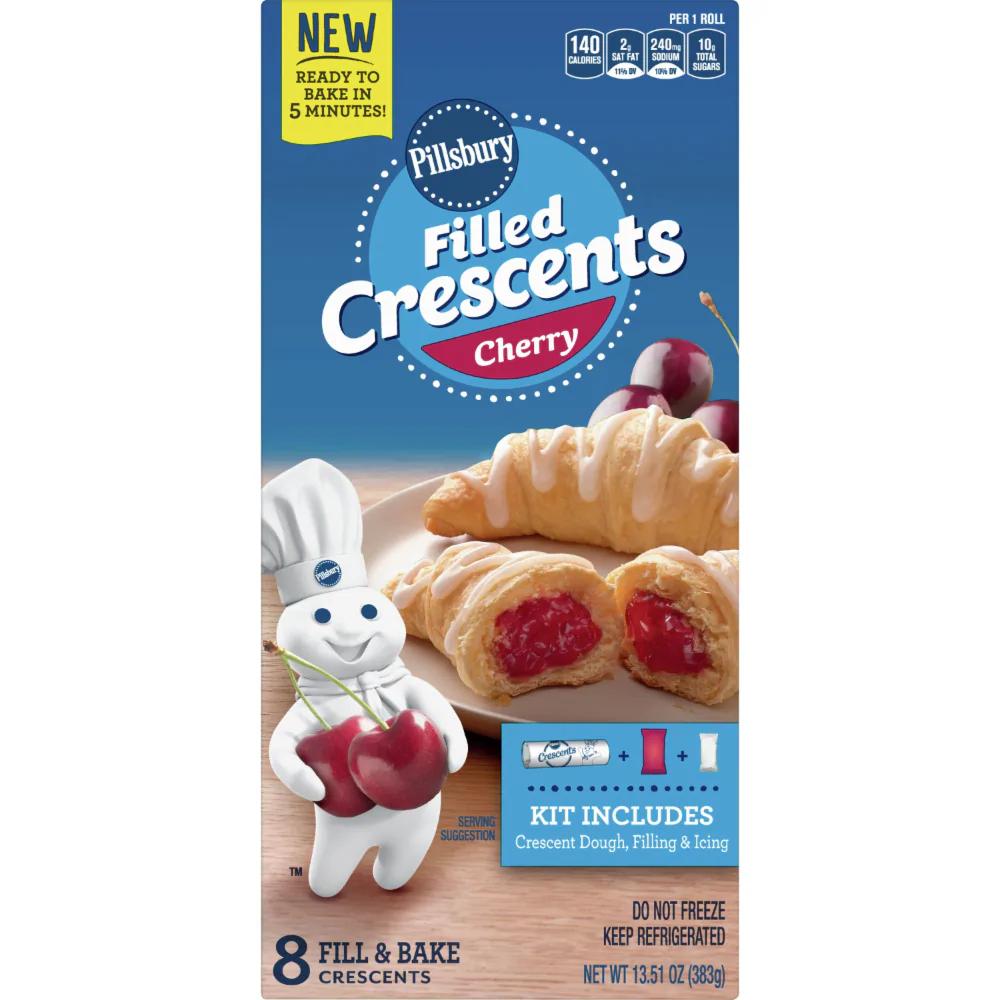 NEW
READY TO
BAKE IN
5 MINUTES!
PER 1 ROLL
140
CALORIES
2g
SAT FAT
11% DV
240mg
SODIUM
10% DV
10g
TOTAL
SUGARS
Pillsbury
Filled
Crescents
Cherry
Pillsbury
Crescents
+
+
KIT INCLUDES
Crescent Dough, Filling & Icing
SERVING
SUGGESTION
TM
DO NOT FREEZE
KEEP REFRIGERATED
8 FILL & BAKE
CRESCENTS
NET WT 13.51 OZ (383g)